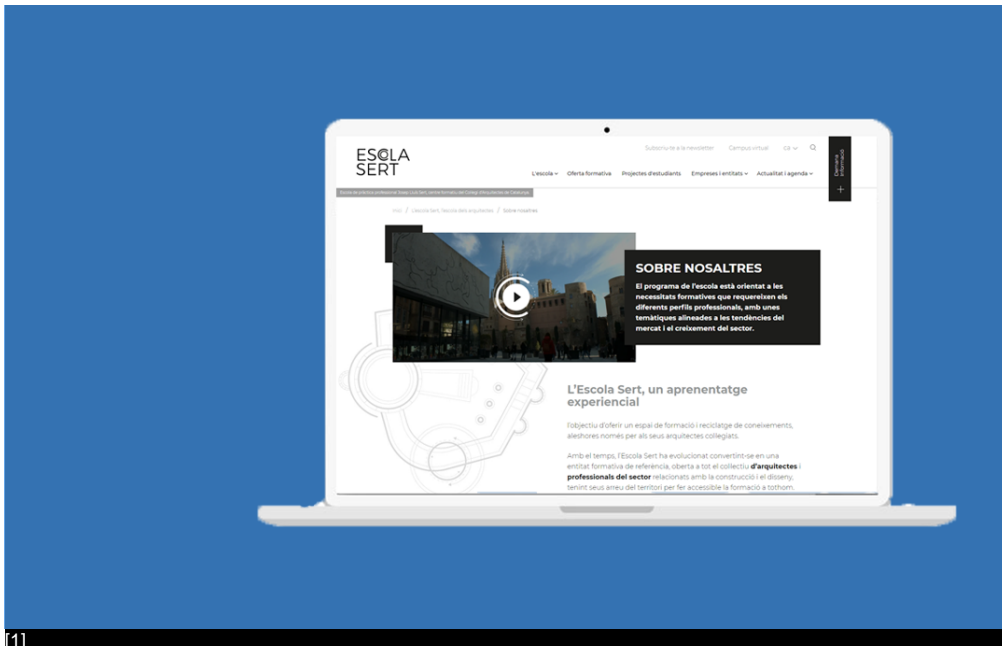 ESCOLA
SERT
Subscriu-te a la newsletter Campus virtual Ca
L'escola Oferta formativa Projectes d'estudiants Empreses i entitats Actualitat i agenda
Demana
informació
Inici / L'escola Sert, l'escola dels arquitectes / Sobre nosaltres
SOBRE NOSALTRES
El programa de l'escola està orientat a les
necessitats formatives que requereixen els
diferents perfils professionals, amb unes
temàtiques alineades a les tendències del
mercat i el creixement del sector.
L'Escola Sert, un aprenentatge
experiencial
l'objectiu d'oferir un espai de formació i reciclatge de coneixements,
aleshores només per als seus arquitectes col·legiats.
Amb el temps, l'Escola Sert ha evolucionat convertint-se en una
entitat formativa de referència, oberta a tot el col·lectiu d'arquitectes i
professionals del sector relacionats amb la construcció i el disseny,
tenint seus arreu del territori per fer accessible la formació a tothom.
[1]